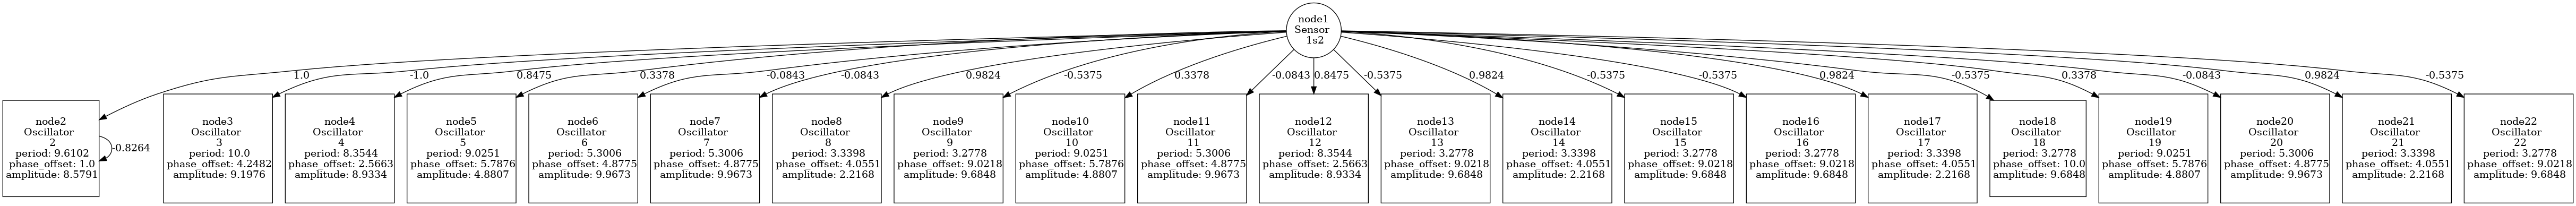 node1
Sensor
1s2
1.0
-1.0
0.8475
0.3378
-0.0843
-0.0843
0.9824
-0.5375
0.3378
-0.0843
0.8475
-0.5375
0.9824
-0.5375
-0.5375
0.9824
-0.5375
0.3378
-0.0843
0.9824
-0.5375
node2
Oscillator
2
period: 9.6102
phase_offset: 1.0
amplitude: 8.5791
-0.8264
node3
Oscillator
3
period: 10.0
phase_offset: 4.2482
amplitude: 9.1976
node4
Oscillator
4
period: 8.3544
phase_offset: 2.5663
amplitude: 8.9334
node5
Oscillator
5
period: 9.0251
phase_offset: 5.7876
amplitude: 4.8807
node6
Oscillator
6
period: 5.3006
phase_offset: 4.8775
amplitude: 9.9673
node7
Oscillator
7
period: 5.3006
phase_offset: 4.8775
amplitude: 9.9673
node8
Oscillator
8
period: 3.3398
phase_offset: 4.0551
amplitude: 2.2168
node9
Oscillator
9
period: 3.2778
phase_offset: 9.0218
amplitude: 9.6848
node10
Oscillator
10
period: 9.0251
phase_offset: 5.7876
amplitude: 4.8807
node11
Oscillator
11
period: 5.3006
phase_offset: 4.8775
amplitude: 9.9673
node12
Oscillator
12
period: 8.3544
phase_offset: 2.5663
amplitude: 8.9334
node13
Oscillator
13
period: 3.2778
phase_offset: 9.0218
amplitude: 9.6848
node14
Oscillator
14
period: 3.3398
phase_offset: 4.0551
amplitude: 2.2168
node15
Oscillator
15
period: 3.2778
phase_offset: 9.0218
amplitude: 9.6848
node16
Oscillator
16
period: 3.2778
phase_offset: 9.0218
amplitude: 9.6848
node17
Oscillator
17
period: 3.3398
phase_offset: 4.0551
amplitude: 2.2168
node18
Oscillator
18
period: 3.2778
phase_offset: 10.0
amplitude: 9.6848
node19
Oscillator
19
period: 9.0251
phase_offset: 5.7876
amplitude: 4.8807
node20
Oscillator
20
period: 5.3006
phase_offset: 4.8775
amplitude: 9.9673
node21
Oscillator
21
period: 3.3398
phase_offset: 4.0551
amplitude: 2.2168
node22
Oscillator
22
period: 3.2778
phase_offset: 9.0218
amplitude: 9.6848